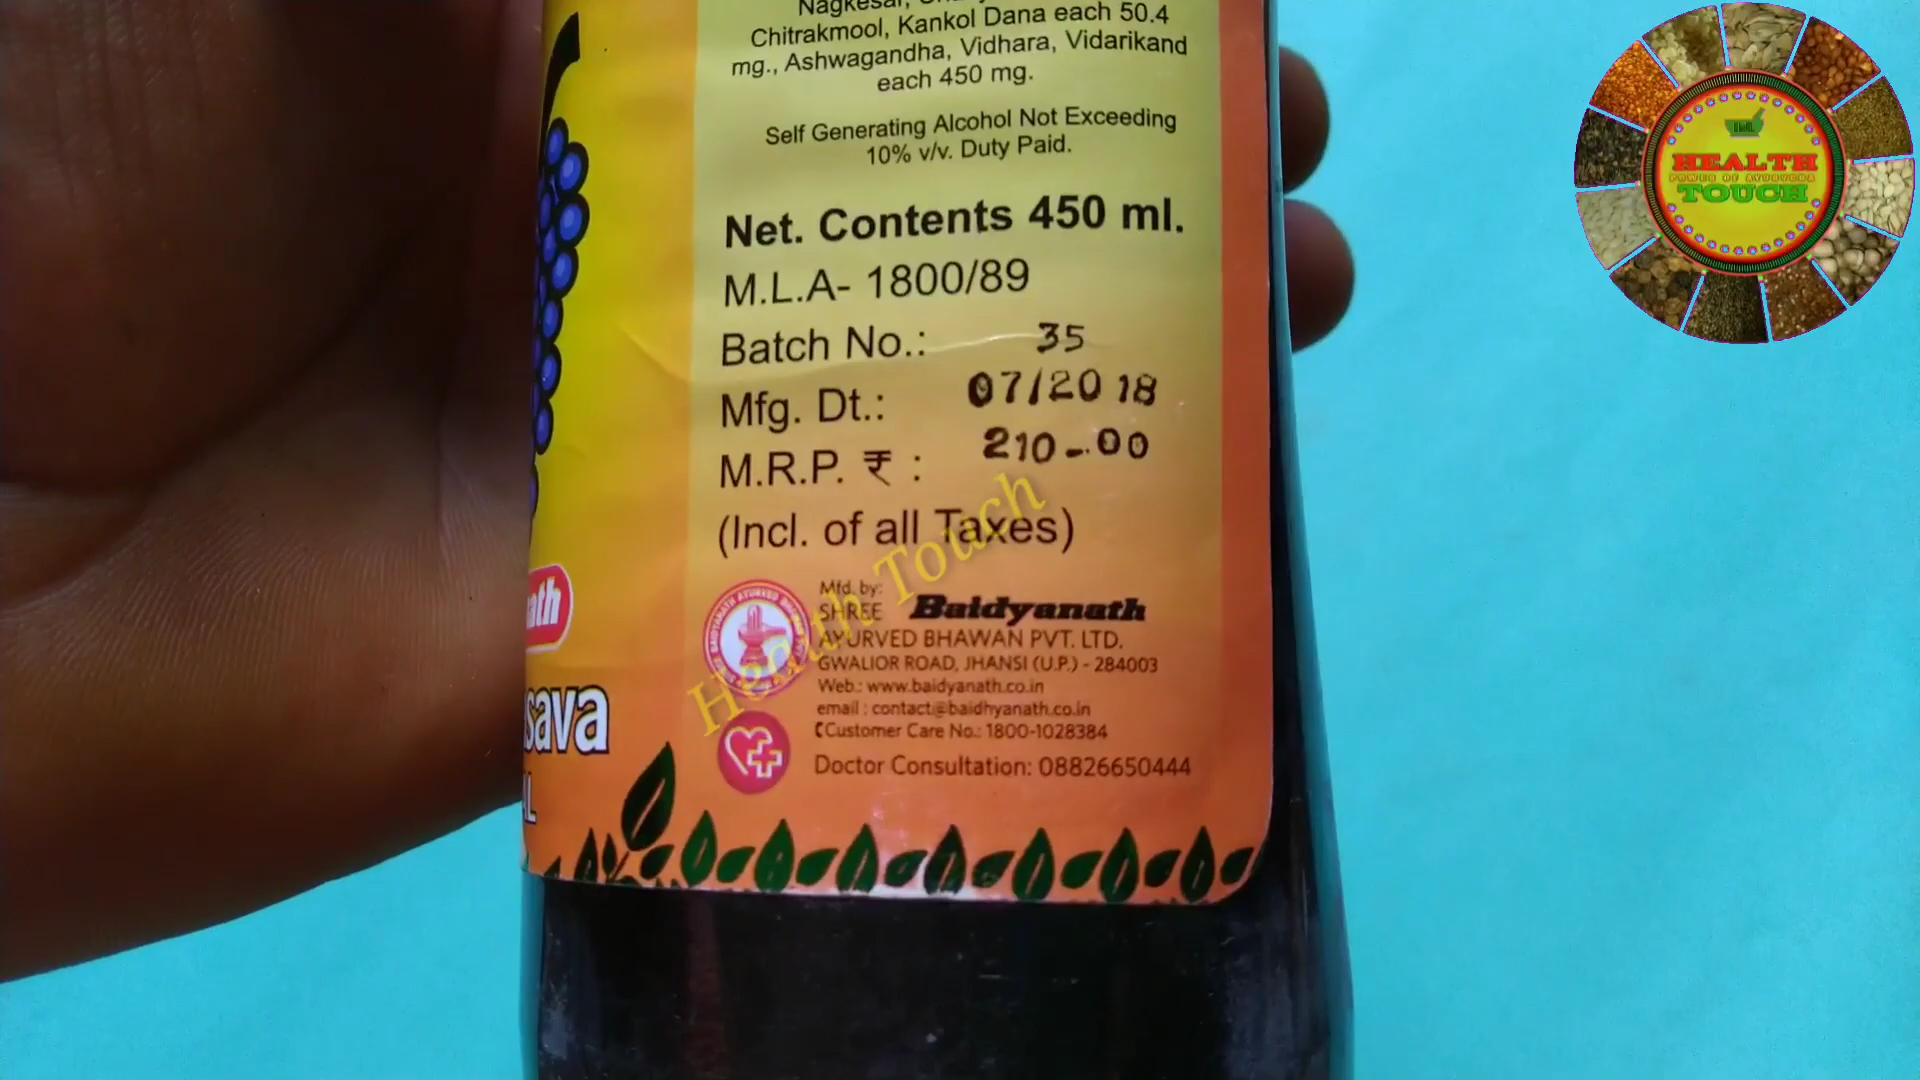 Nagkesar,
Chitrakmool, Kankol Dana each 50.4
mg., Ashwagandha, Vidhara, Vidarikand
each 450 mg.
Self Generating Alcohol Not Exceeding
10% v/v. Duty Paid.
Net. Contents 450 ml.
M.L.A- 1800/89
Batch No.: 35
Mfg. Dt.: 07/2018
M.R.P. ₹ : 210-.00
(Incl. of all Taxes)
Mfd. by:
SHREE Baidyanath
AYURVED BHAWAN PVT. LTD.
GWALIOR ROAD, JHANSI (U.P.) - 284003
Web.: www.baidyanath.co.in
email : contact@baidhyanath.co.in
Customer Care No.: 1800-1028384
Doctor Consultation: 08826650444
ath
sava
Health Touch
HEALTH
POWER OF AYURVEDA
TOUCH